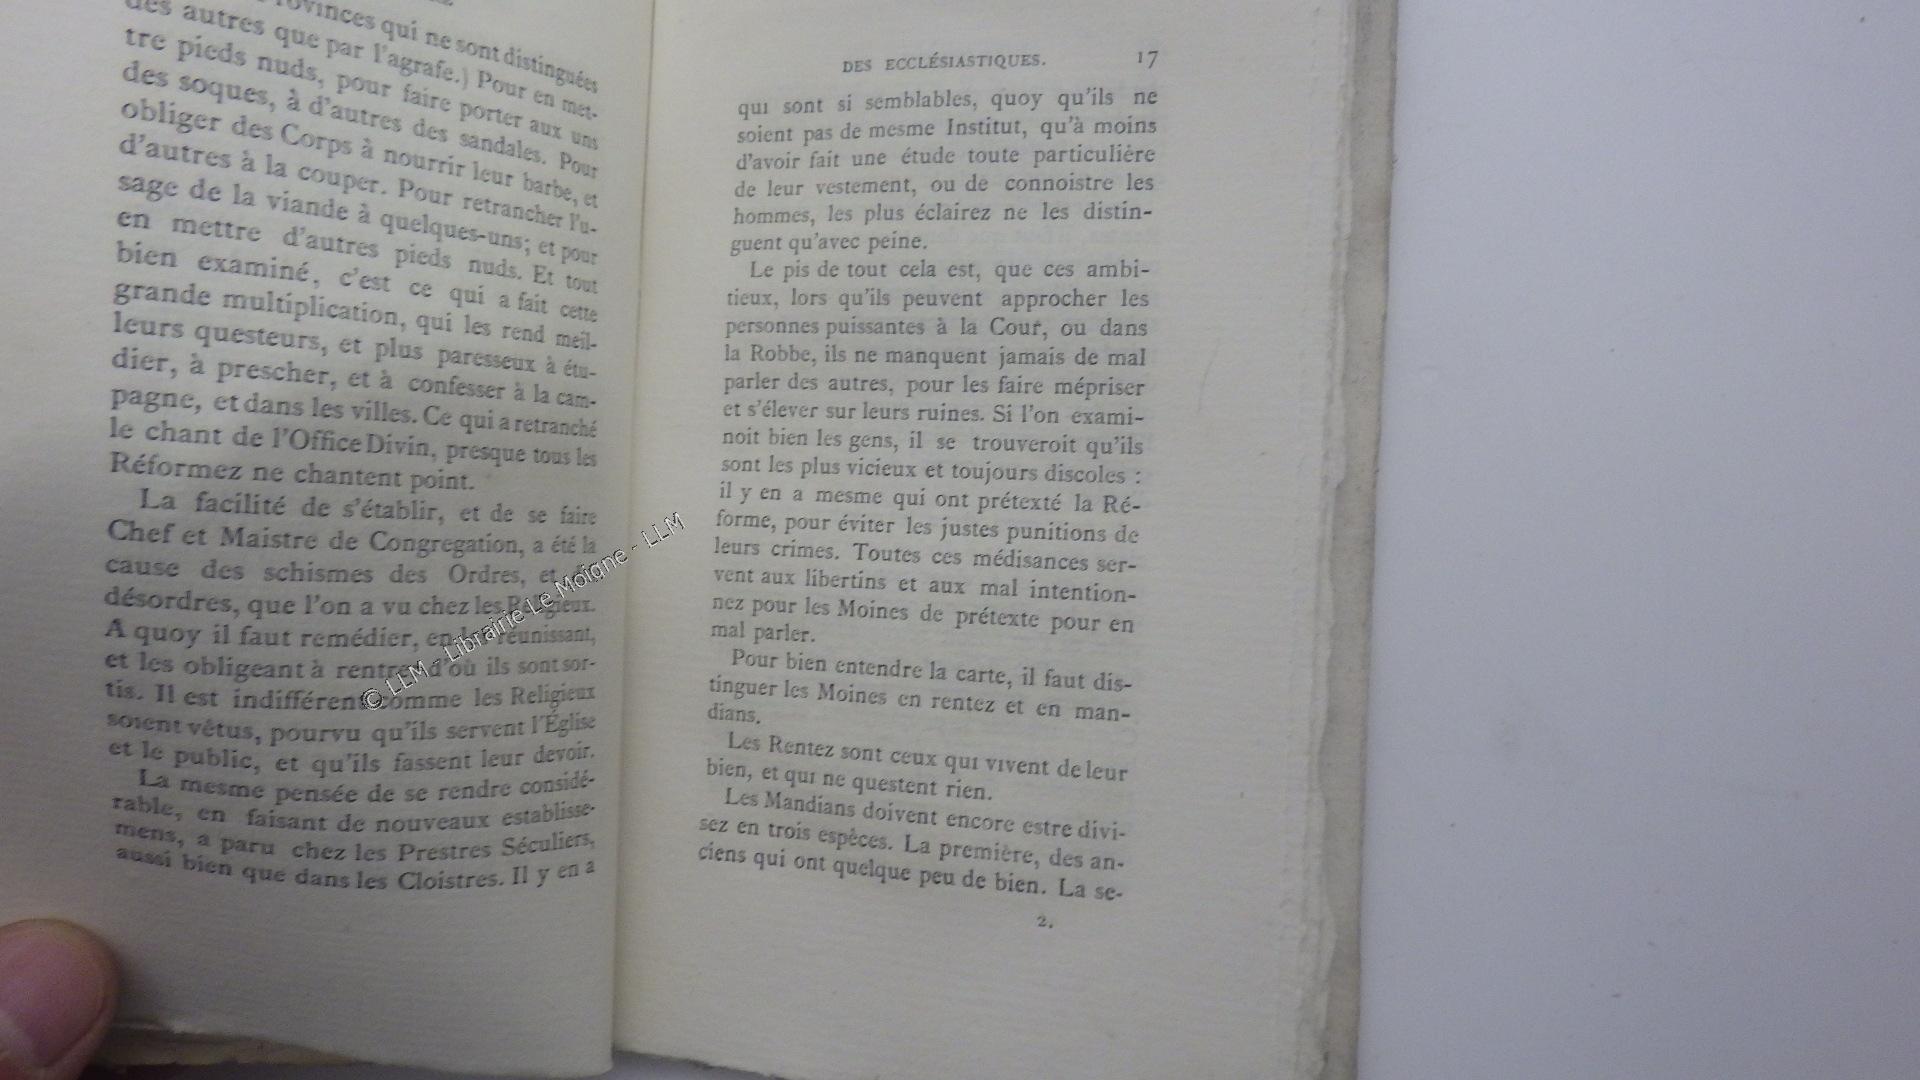 ovinces qui ne sont distinguées
des autres que par l'agrafe.) Pour en met-
tre pieds nuds, pour faire porter aux uns
des soques, à d'autres des sandales. Pour
obliger des Corps à nourrir leur barbe, et
d'autres à la couper. Pour retrancher l'u-
sage de la viande à quelques-uns; et pour
en mettre d'autres pieds nuds. Et tout
bien examiné, c'est ce qui a fait cette
grande multiplication, qui les rend meil-
leurs questeurs, et plus paresseux à étu-
dier, à prescher, et à confesser à la cam-
pagne, et dans les villes. Ce qui a retranché
le chant de l'Office Divin, presque tous les
Réformez ne chantent point.
La facilité de s'établir, et de se faire
Chef et Maistre de Congregation, a été la
cause des schismes des Ordres, et
désordres, que l'on a vu chez les Religieux.
A quoy il faut remédier, en les réunissant,
et les obligeant à rentrer d'où ils sont sor-
tis. Il est indifférent comme les Religieux
soient vêtus, pourvu qu'ils servent l'Église
et le public, et qu'ils fassent leur devoir.
La mesme pensée de se rendre considé-
rable, en faisant de nouveaux establisse-
mens, a paru chez les Prestres Séculiers,
aussi bien que dans les Cloistres. Il y en a
DES ECCLÉSIASTIQUES. 17
qui sont si semblables, quoy qu'ils ne
soient pas de mesme Institut, qu'à moins
d'avoir fait une étude toute particulière
de leur vestement, ou de connoistre les
hommes, les plus éclairez ne les distin-
guent qu'avec peine.
Le pis de tout cela est, que ces ambi-
tieux, lors qu'ils peuvent approcher les
personnes puissantes à la Cour, ou dans
la Robbe, ils ne manquent jamais de mal
parler des autres, pour les faire mépriser
et s'élever sur leurs ruines. Si l'on exami-
noit bien les gens, il se trouveroit qu'ils
sont les plus vicieux et toujours discoles :
il y en a mesme qui ont prétexté la Ré-
forme, pour éviter les justes punitions de
leurs crimes. Toutes ces médisances ser-
vent aux libertins et aux mal intention-
nez pour les Moines de prétexte pour en
mal parler.
Pour bien entendre la carte, il faut dis-
tinguer les Moines en rentez et en man-
dians.
Les Rentez sont ceux qui vivent de leur
bien, et qui ne questent rien.
Les Mandians doivent encore estre divi-
sez en trois espèces. La première, des an-
ciens qui ont quelque peu de bien. La se-
2.
© LLM - Librairie Le Moigne - LLM